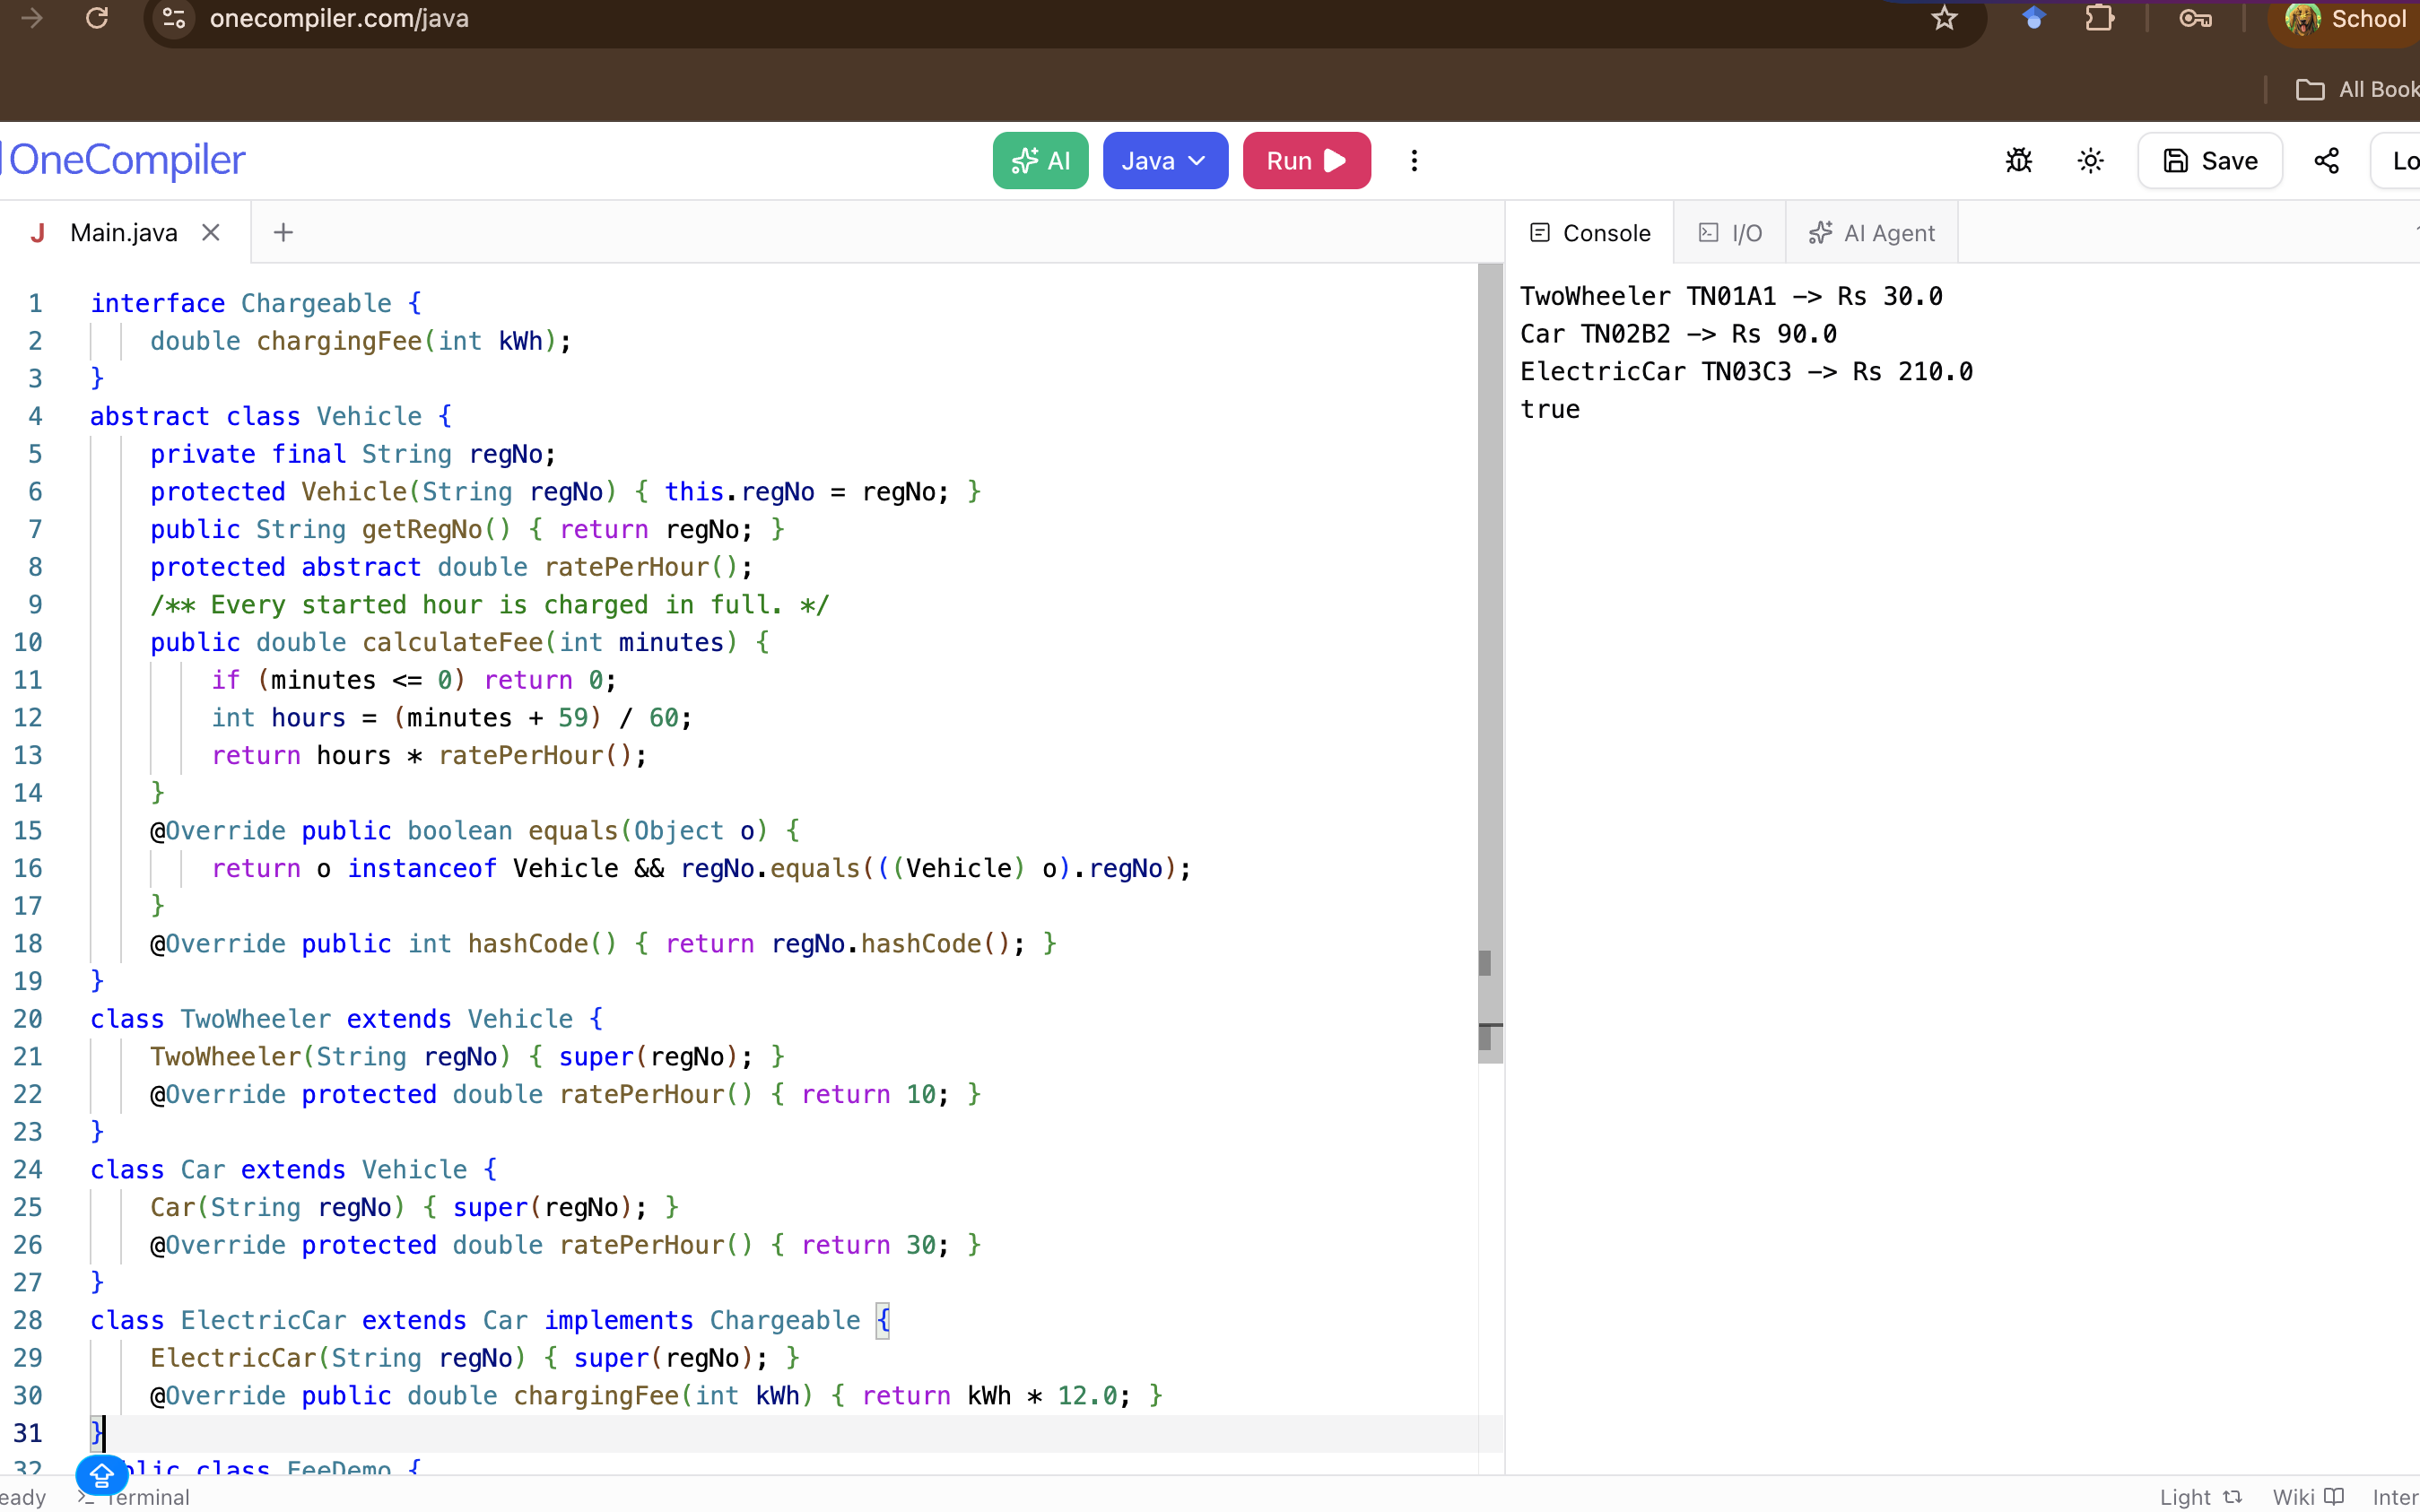 onecompiler.com/java
School
All Book
OneCompiler
AI
Java
Run
Save
Lo
J Main.java
Console
I/O
AI Agent
1 interface Chargeable {
2 double chargingFee(int kWh);
3 }
4 abstract class Vehicle {
5 private final String regNo;
6 protected Vehicle(String regNo) { this.regNo = regNo; }
7 public String getRegNo() { return regNo; }
8 protected abstract double ratePerHour();
9 /** Every started hour is charged in full. */
10 public double calculateFee(int minutes) {
11 if (minutes <= 0) return 0;
12 int hours = (minutes + 59) / 60;
13 return hours * ratePerHour();
14 }
15 @Override public boolean equals(Object o) {
16 return o instanceof Vehicle && regNo.equals(((Vehicle) o).regNo);
17 }
18 @Override public int hashCode() { return regNo.hashCode(); }
19 }
20 class TwoWheeler extends Vehicle {
21 TwoWheeler(String regNo) { super(regNo); }
22 @Override protected double ratePerHour() { return 10; }
23 }
24 class Car extends Vehicle {
25 Car(String regNo) { super(regNo); }
26 @Override protected double ratePerHour() { return 30; }
27 }
28 class ElectricCar extends Car implements Chargeable {
29 ElectricCar(String regNo) { super(regNo); }
30 @Override public double chargingFee(int kWh) { return kWh * 12.0; }
31 }
32 blic class FeeDemo {
TwoWheeler TN01A1 -> Rs 30.0
Car TN02B2 -> Rs 90.0
ElectricCar TN03C3 -> Rs 210.0
true
eady
Terminal
Light
Wiki
Inter